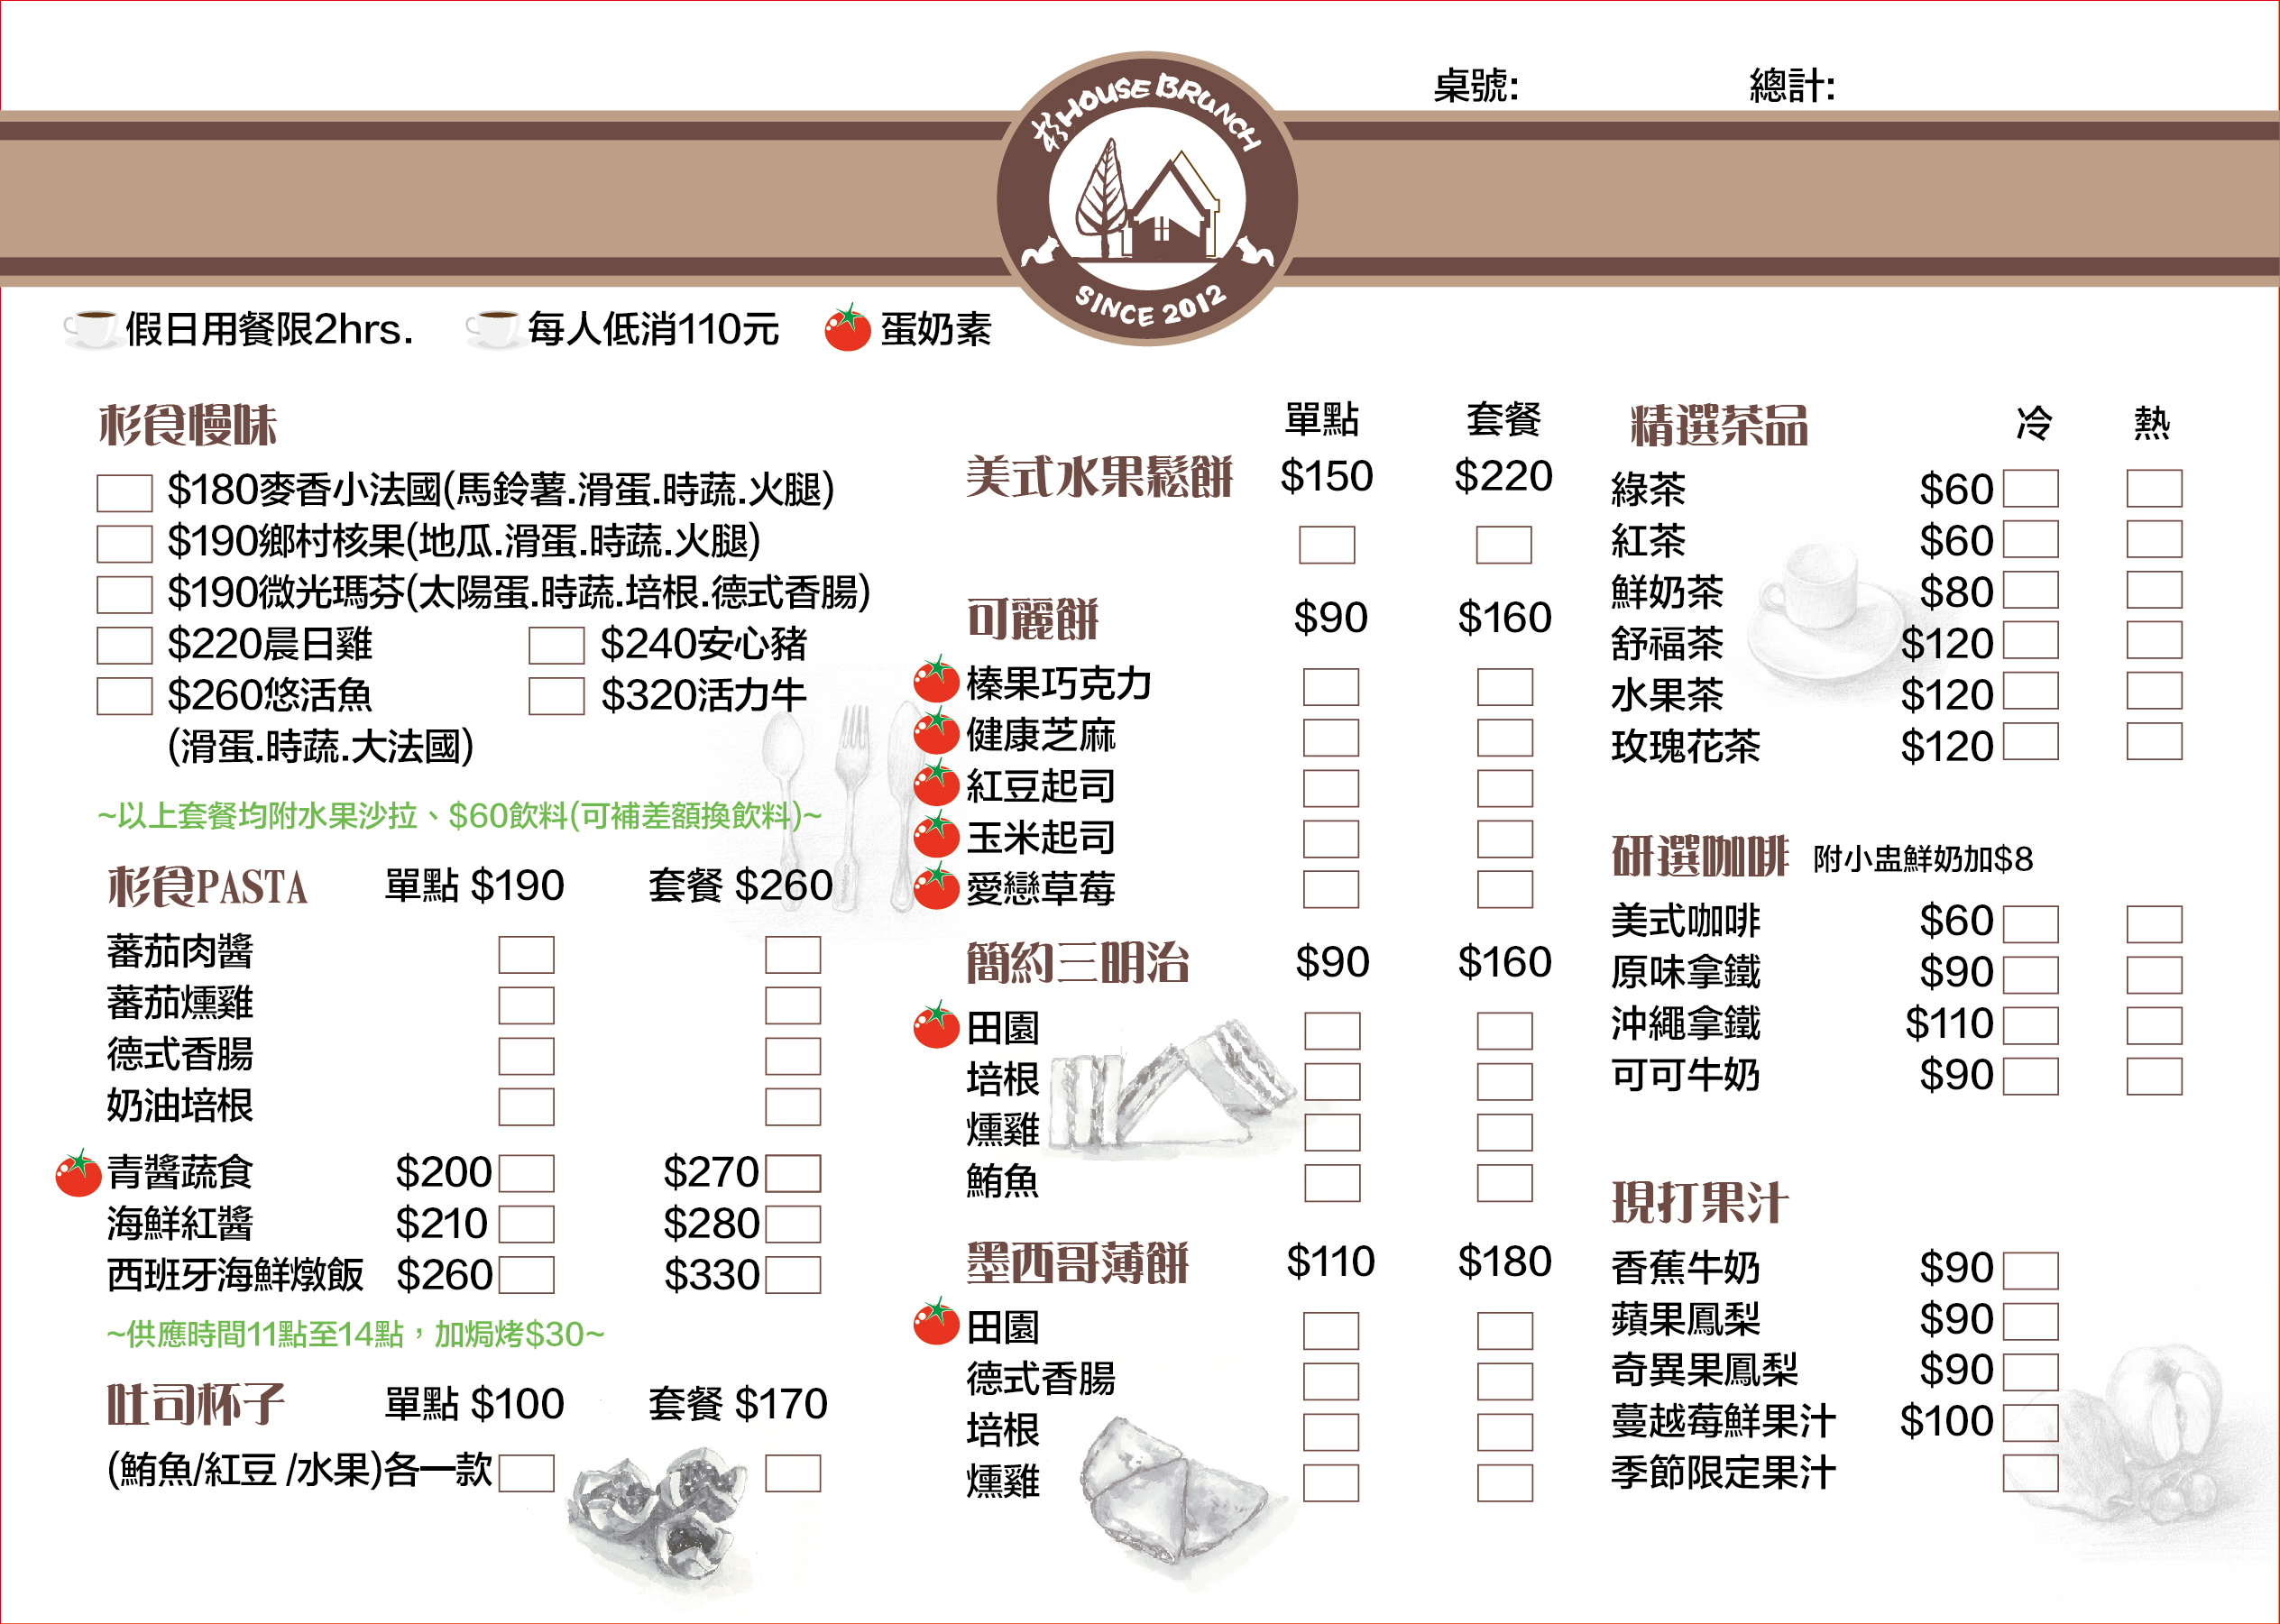 桌號:
總計:
杉HOUSE BRUNCH
SINCE 2012
假日用餐限2hrs.
每人低消110元
蛋奶素
杉食慢味
$180麥香小法國(馬鈴薯.滑蛋.時蔬.火腿)
$190鄉村核果(地瓜.滑蛋.時蔬.火腿)
$190微光瑪芬(太陽蛋.時蔬.培根.德式香腸)
$220晨日雞 $240安心豬
$260悠活魚 $320活力牛
(滑蛋.時蔬.大法國)
~以上套餐均附水果沙拉、$60飲料(可補差額換飲料)~
杉食PASTA 單點 $190 套餐 $260
蕃茄肉醬
蕃茄燻雞
德式香腸
奶油培根
青醬蔬食 $200 $270
海鮮紅醬 $210 $280
西班牙海鮮燉飯 $260 $330
~供應時間11點至14點，加焗烤$30~
吐司杯子 單點 $100 套餐 $170
(鮪魚/紅豆 /水果)各一款
單點 套餐
美式水果鬆餅 $150 $220
可麗餅 $90 $160
榛果巧克力
健康芝麻
紅豆起司
玉米起司
愛戀草莓
簡約三明治 $90 $160
田園
培根
燻雞
鮪魚
墨西哥薄餅 $110 $180
田園
德式香腸
培根
燻雞
精選茶品 冷 熱
綠茶 $60
紅茶 $60
鮮奶茶 $80
舒福茶 $120
水果茶 $120
玫瑰花茶 $120
研選咖啡 附小盅鮮奶加$8
美式咖啡 $60
原味拿鐵 $90
沖繩拿鐵 $110
可可牛奶 $90
現打果汁
香蕉牛奶 $90
蘋果鳳梨 $90
奇異果鳳梨 $90
蔓越莓鮮果汁 $100
季節限定果汁